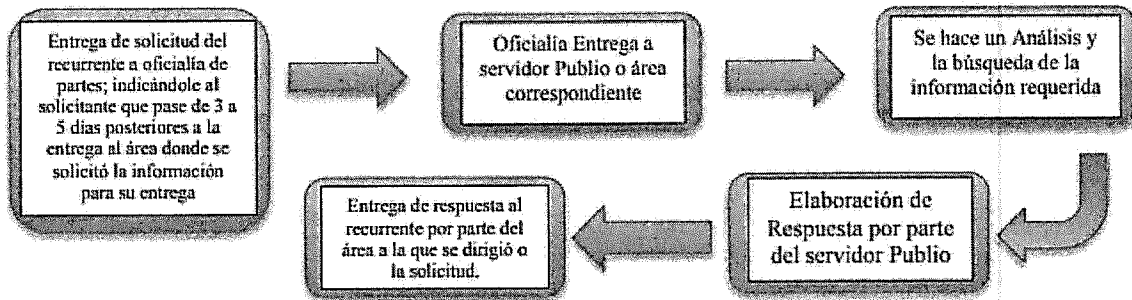 Entrega de solicitud del
recurrente a oficialía de
partes; indicándole al
solicitante que pase de 3 a
5 días posteriores a la
entrega al área donde se
solicitó la información
para su entrega
Oficialía Entrega a
servidor Publio o área
correspondiente
Se hace un Análisis y
la búsqueda de la
información requerida
Elaboración de
Respuesta por parte
del servidor Publio
Entrega de respuesta al
recurrente por parte del
área a la que se dirigió o
la solicitud.